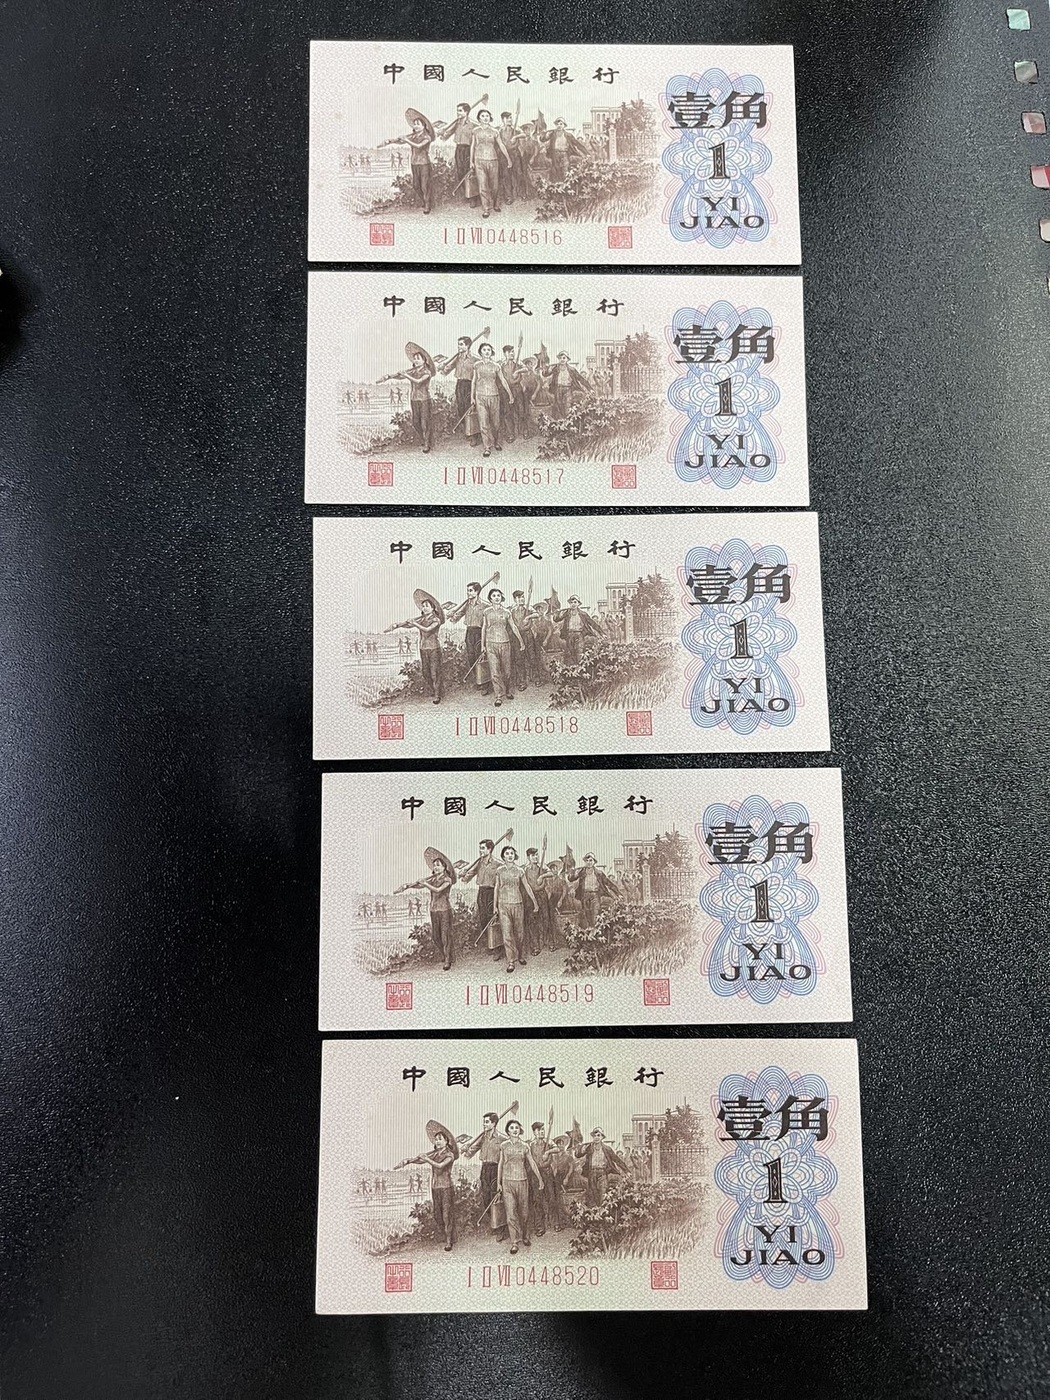 中國人民銀行
壹角
1
YI
JIAO
I II VII 0448516
中國人民銀行
壹角
1
YI
JIAO
I II VII 0448517
中國人民銀行
壹角
1
YI
JIAO
I II VII 0448518
中國人民銀行
壹角
1
YI
JIAO
I II VII 0448519
中國人民銀行
壹角
1
YI
JIAO
I II VII 0448520